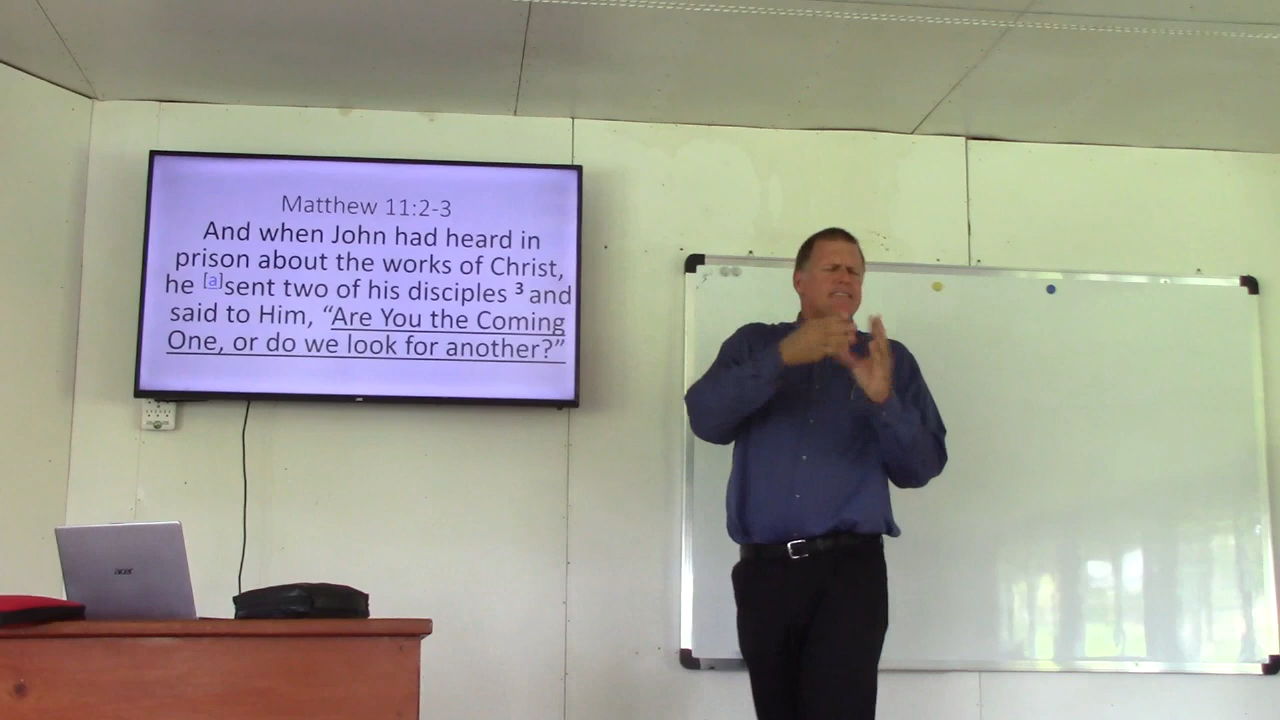 Matthew 11:2-3
And when John had heard in
prison about the works of Christ,
he [a]sent two of his disciples ³ and
said to Him, “Are You the Coming
One, or do we look for another?”
acer